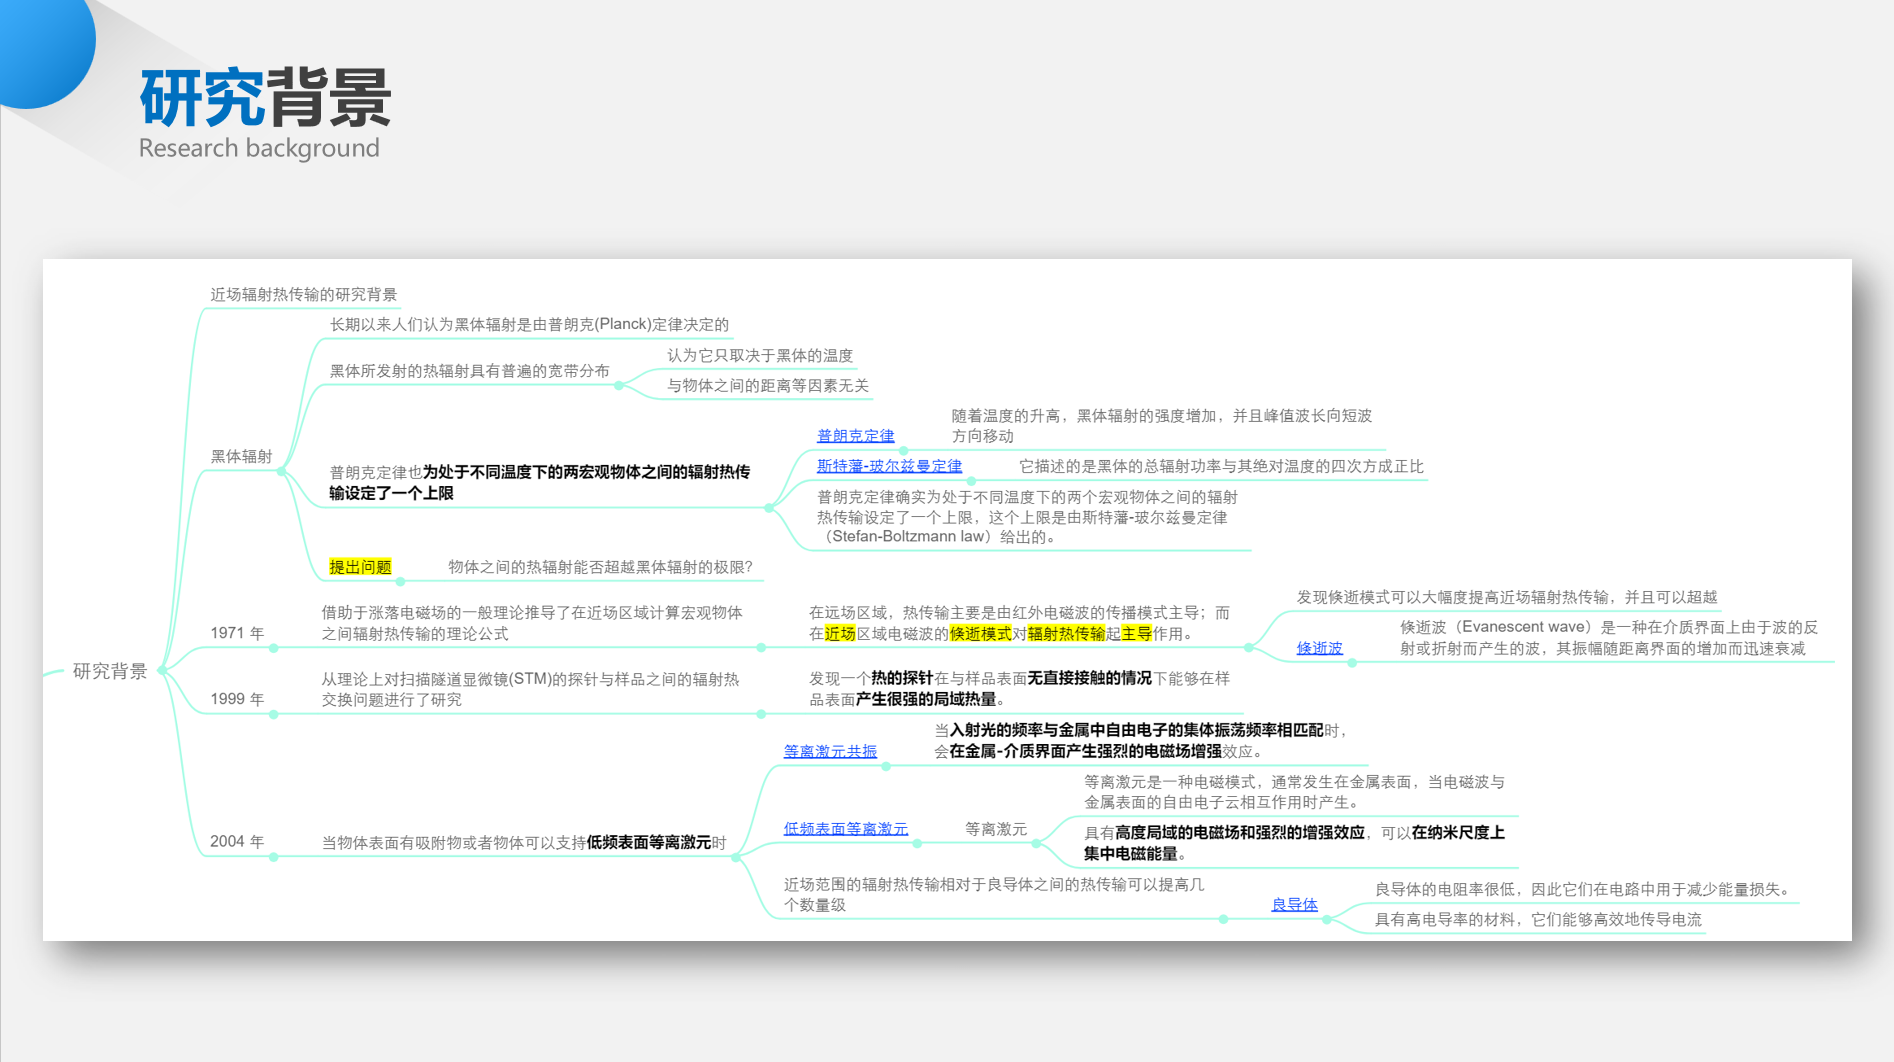 研究背景
Research background
研究背景
近场辐射热传输的研究背景
黑体辐射
长期以来人们认为黑体辐射是由普朗克(Planck)定律决定的
黑体所发射的热辐射具有普遍的宽带分布
认为它只取决于黑体的温度
与物体之间的距离等因素无关
普朗克定律也为处于不同温度下的两宏观物体之间的辐射热传
输设定了一个上限
普朗克定律
随着温度的升高，黑体辐射的强度增加，并且峰值波长向短波
方向移动
斯特藩-玻尔兹曼定律
它描述的是黑体的总辐射功率与其绝对温度的四次方成正比
普朗克定律确实为处于不同温度下的两个宏观物体之间的辐射
热传输设定了一个上限，这个上限是由斯特藩-玻尔兹曼定律
（Stefan-Boltzmann law）给出的。
提出问题
物体之间的热辐射能否超越黑体辐射的极限?
1971 年
借助于涨落电磁场的一般理论推导了在近场区域计算宏观物体
之间辐射热传输的理论公式
在远场区域，热传输主要是由红外电磁波的传播模式主导；而
在近场区域电磁波的倏逝模式对辐射热传输起主导作用。
发现倏逝模式可以大幅度提高近场辐射热传输，并且可以超越
倏逝波
倏逝波（Evanescent wave）是一种在介质界面上由于波的反
射或折射而产生的波，其振幅随距离界面的增加而迅速衰减
1999 年
从理论上对扫描隧道显微镜(STM)的探针与样品之间的辐射热
交换问题进行了研究
发现一个热的探针在与样品表面无直接接触的情况下能够在样
品表面产生很强的局域热量。
2004 年
当物体表面有吸附物或者物体可以支持低频表面等离激元时
等离激元共振
当入射光的频率与金属中自由电子的集体振荡频率相匹配时，
会在金属-介质界面产生强烈的电磁场增强效应。
低频表面等离激元
等离激元
等离激元是一种电磁模式，通常发生在金属表面，当电磁波与
金属表面的自由电子云相互作用时产生。
具有高度局域的电磁场和强烈的增强效应，可以在纳米尺度上
集中电磁能量。
近场范围的辐射热传输相对于良导体之间的热传输可以提高几
个数量级
良导体
良导体的电阻率很低，因此它们在电路中用于减少能量损失。
具有高电导率的材料，它们能够高效地传导电流